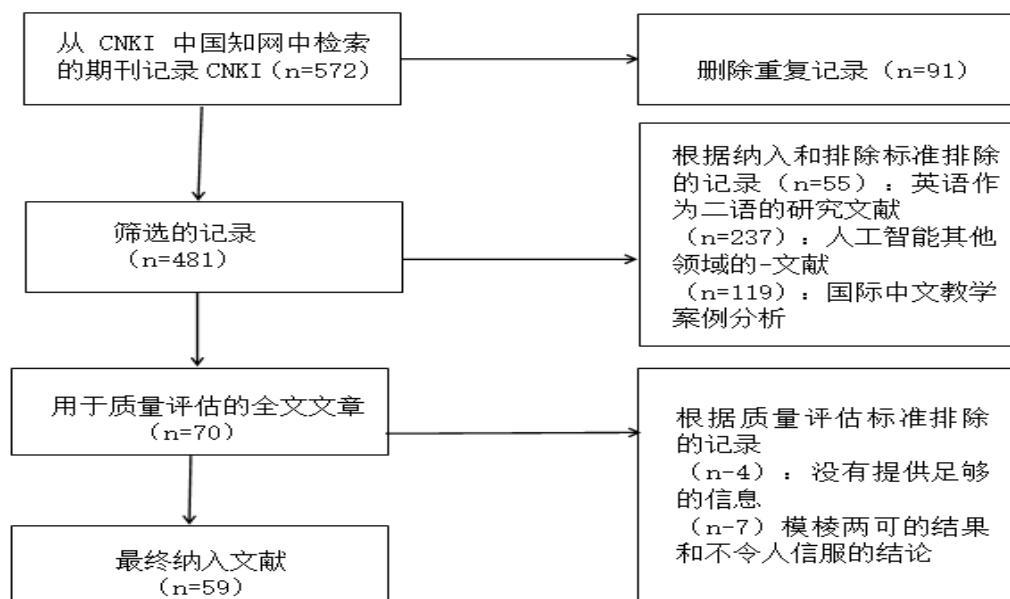 从 CNKI 中国知网中检索
的期刊记录 CNKI（n=572）
删除重复记录（n=91）
筛选的记录
（n=481）
根据纳入和排除标准排除
的记录（n=55）：英语作
为二语的研究文献
（n=237）：人工智能其他
领域的-文献
（n=119）：国际中文教学
案例分析
用于质量评估的全文文章
（n=70）
根据质量评估标准排除
的记录
（n-4）：没有提供足够
的信息
（n-7）模棱两可的结果
和不令人信服的结论
最终纳入文献
（n=59）